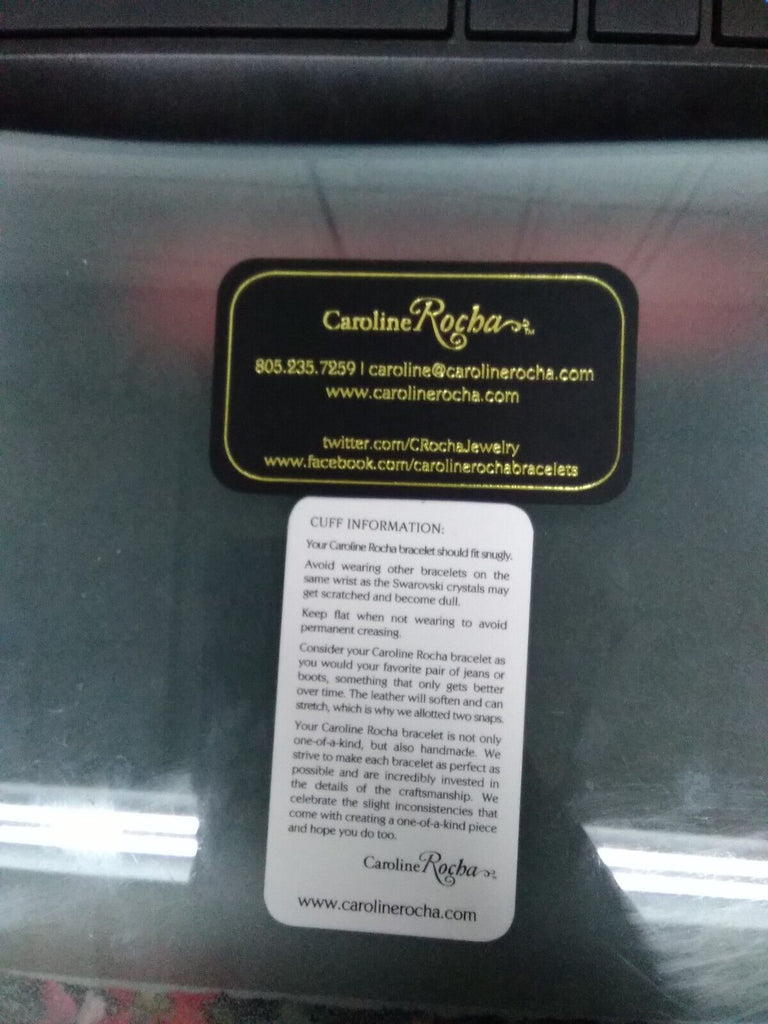 Caroline Rocha TM
805.235.7259 | caroline@carolinerocha.com
www.carolinerocha.com
twitter.com/CRochaJewelry
www.facebook.com/carolinerochabracelets
CUFF INFORMATION:
Your Caroline Rocha bracelet should fit snugly.
Avoid wearing other bracelets on the
same wrist as the Swarovski crystals may
get scratched and become dull.
Keep flat when not wearing to avoid
permanent creasing.
Consider your Caroline Rocha bracelet as
you would your favorite pair of jeans or
boots, something that only gets better
over time. The leather will soften and can
stretch, which is why we allotted two snaps.
Your Caroline Rocha bracelet is not only
one-of-a-kind, but also handmade. We
strive to make each bracelet as perfect as
possible and are incredibly invested in
the details of the craftsmanship. We
celebrate the slight inconsistencies that
come with creating a one-of-a-kind piece
and hope you do too.
Caroline Rocha
www.carolinerocha.com